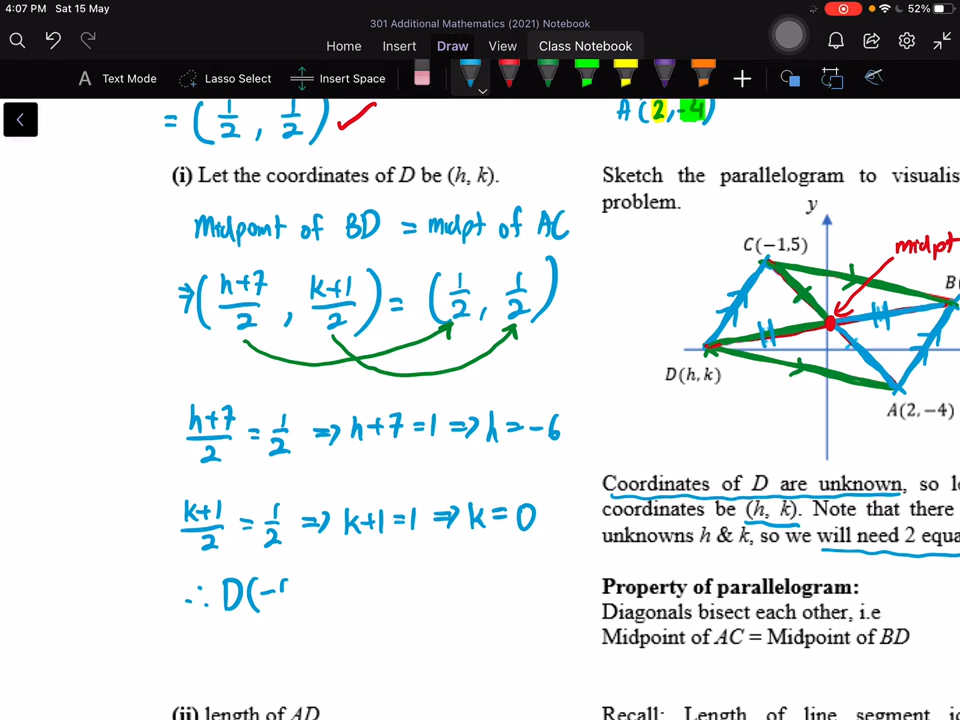 4:07 PM Sat 15 May
301 Additional Mathematics (2021) Notebook
52%
Home Insert Draw View Class Notebook
A Text Mode Lasso Select Insert Space
= (1/2, 1/2) ✓
A(2,-4)
(i) Let the coordinates of D be (h, k).
Midpoint of BD = midpt of AC
⇒ ((h+7)/2, (k+1)/2) = (1/2, 1/2)
(h+7)/2 = 1/2 ⇒ h+7=1 ⇒ h=-6
(k+1)/2 = 1/2 ⇒ k+1=1 ⇒ k=0
∴ D(-
(ii) length of AD
Sketch the parallelogram to visualis
problem.
y
midpt
C(−1,5)
B(
D(h, k)
A(2, −4)
Coordinates of D are unknown, so l
coordinates be (h, k). Note that there
unknowns h & k, so we will need 2 equa
Property of parallelogram:
Diagonals bisect each other, i.e
Midpoint of AC = Midpoint of BD
Recall: Length of line segment i